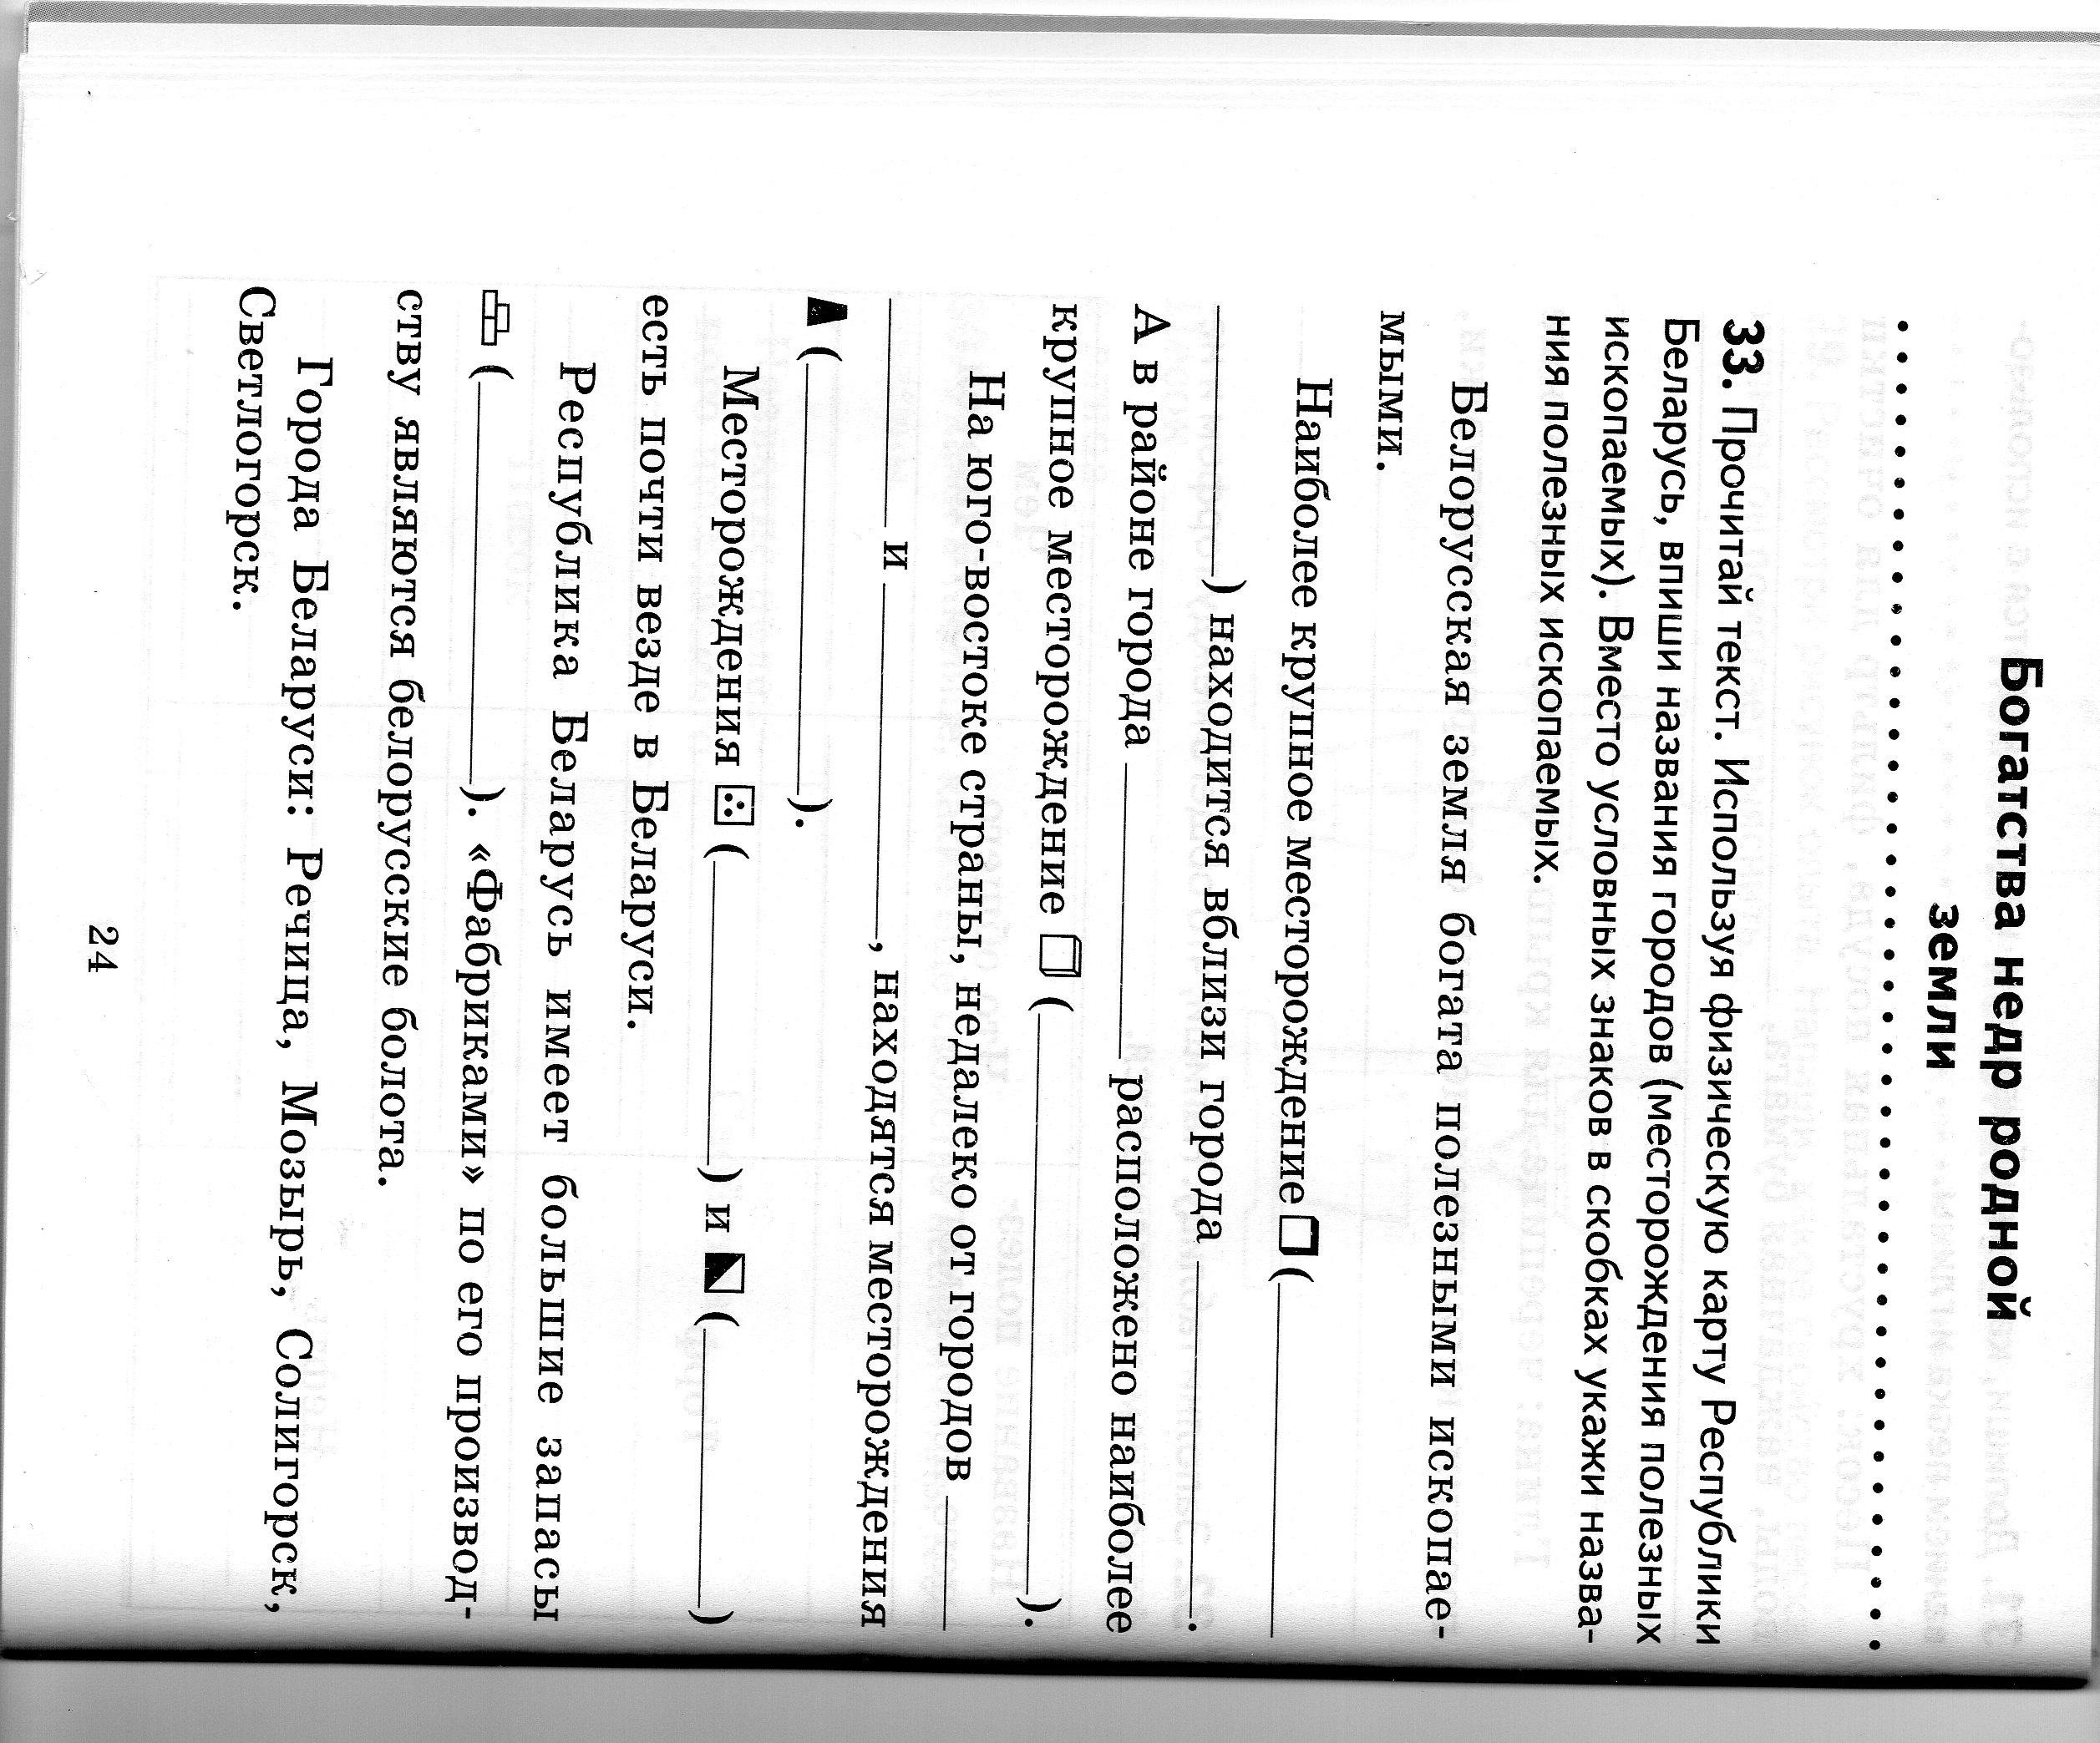 Богатства недр родной
земли
33. Прочитай текст. Используя физическую карту Республики
Беларусь, впиши названия городов (месторождения полезных
ископаемых). Вместо условных знаков в скобках укажи назва-
ния полезных ископаемых.
Белорусская земля богата полезными ископае-
мыми.
Наиболее крупное месторождение (
) находится вблизи города .
А в районе города расположено наиболее
крупное месторождение ( ).
На юго-востоке страны, недалеко от городов
и , находятся месторождения
( ).
Месторождения ( ) и ( )
есть почти везде в Беларуси.
Республика Беларусь имеет большие запасы
( ). «Фабриками» по его производ-
ству являются белорусские болота.
Города Беларуси: Речица, Мозырь, Солигорск,
Светлогорск.
24